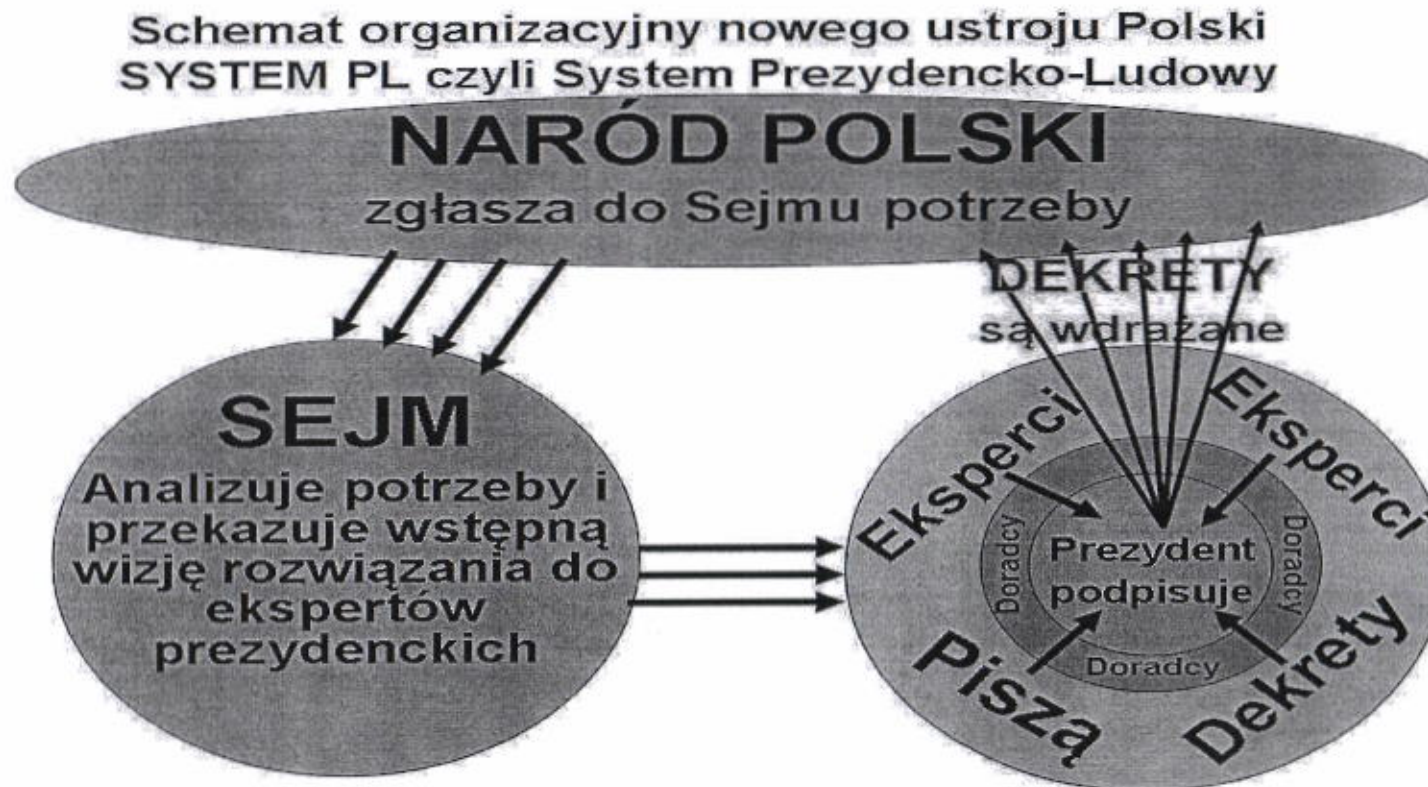 Schemat organizacyjny nowego ustroju Polski
SYSTEM PL czyli System Prezydencko-Ludowy
NARÓD POLSKI
zgłasza do Sejmu potrzeby
DEKRETY
są wdrażane
SEJM
Analizuje potrzeby i
przekazuje wstępną
wizję rozwiązania do
ekspertów
prezydenckich
Eksperci
Eksperci
Doradcy
Prezydent
podpisuje
Doradcy
Doradcy
Piszą
Dekrety